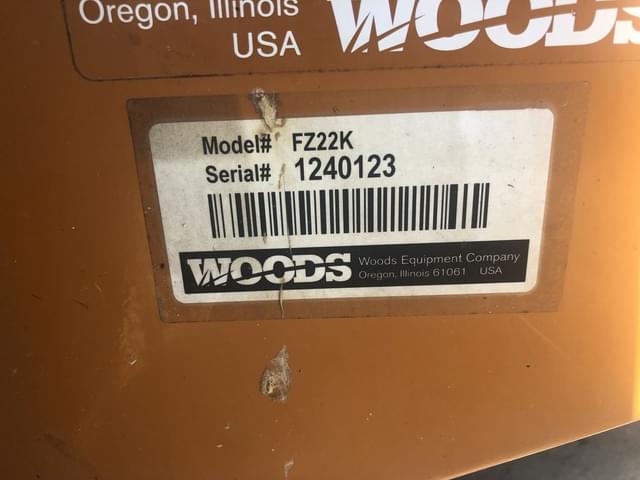 Oregon, Illinois
USA
WOODS
Model# FZ22K
Serial# 1240123
WOODS
Woods Equipment Company
Oregon, Illinois 61061 USA